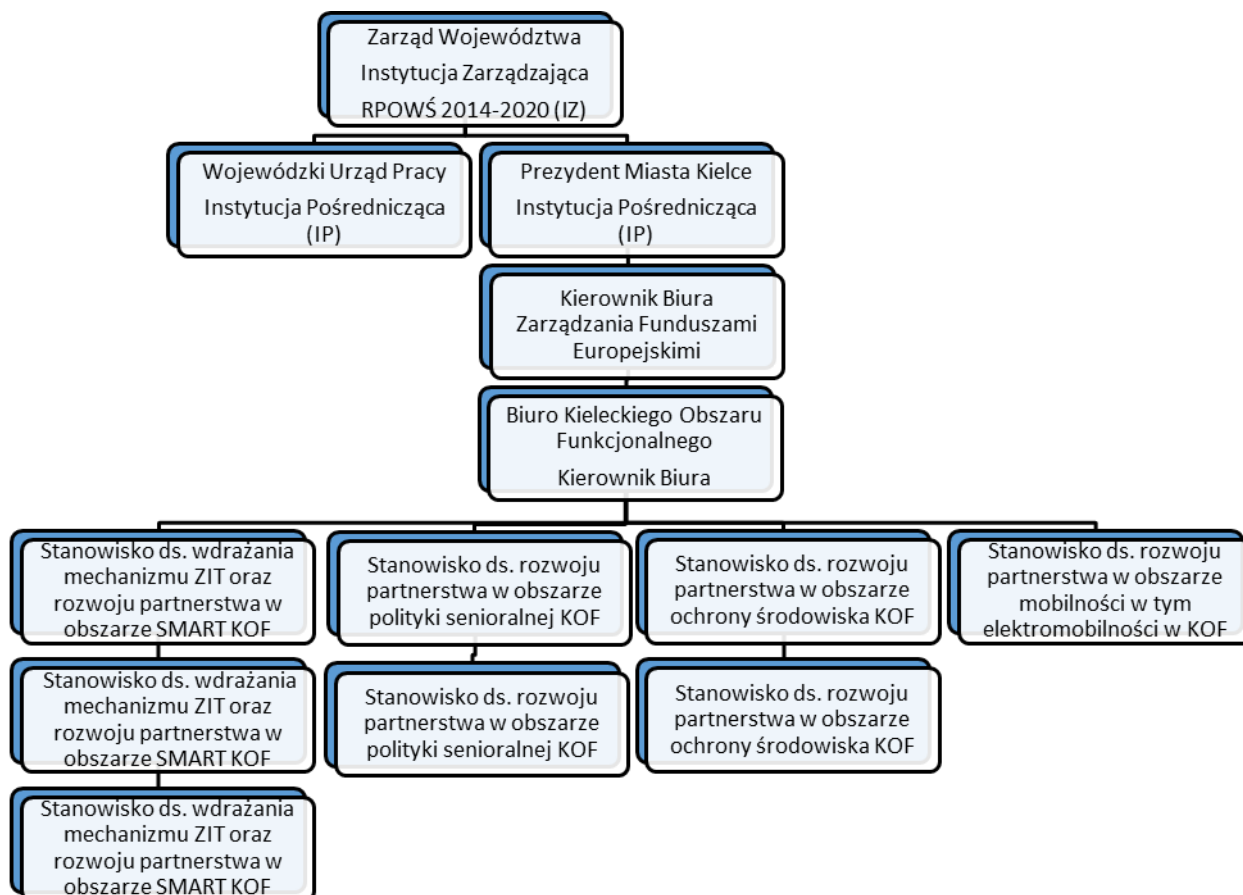 Zarząd Województwa
Instytucja Zarządzająca
RPOWŚ 2014-2020 (IZ)
Wojewódzki Urząd Pracy
Instytucja Pośrednicząca
(IP)
Prezydent Miasta Kielce
Instytucja Pośrednicząca
(IP)
Kierownik Biura
Zarządzania Funduszami
Europejskimi
Biuro Kieleckiego Obszaru
Funkcjonalnego
Kierownik Biura
Stanowisko ds. wdrażania
mechanizmu ZIT oraz
rozwoju partnerstwa w
obszarze SMART KOF
Stanowisko ds. rozwoju
partnerstwa w obszarze
polityki senioralnej KOF
Stanowisko ds. rozwoju
partnerstwa w obszarze
ochrony środowiska KOF
Stanowisko ds. rozwoju
partnerstwa w obszarze
mobilności w tym
elektromobilności w KOF
Stanowisko ds. wdrażania
mechanizmu ZIT oraz
rozwoju partnerstwa w
obszarze SMART KOF
Stanowisko ds. rozwoju
partnerstwa w obszarze
polityki senioralnej KOF
Stanowisko ds. rozwoju
partnerstwa w obszarze
ochrony środowiska KOF
Stanowisko ds. wdrażania
mechanizmu ZIT oraz
rozwoju partnerstwa w
obszarze SMART KOF